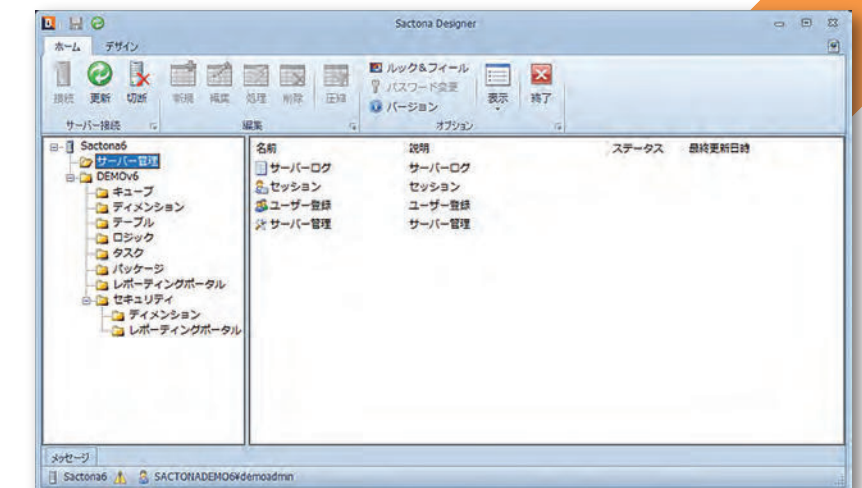 Sactona Designer
ホーム デザイン
接続 更新 切断 新規 編集 処理 削除 圧縮 ルック&フィール 表示 終了
パスワード変更
バージョン
サーバー接続 編集 オプション
Sactona6
サーバー管理
DEMOv6
キューブ
ディメンション
テーブル
ロジック
タスク
パッケージ
レポーティングポータル
セキュリティ
ディメンション
レポーティングポータル
名前 説明 ステータス 最終更新日時
サーバーログ サーバーログ
セッション セッション
ユーザー登録 ユーザー登録
サーバー管理 サーバー管理
メッセージ
Sactona6 SACTONADEMO6¥demoadmin